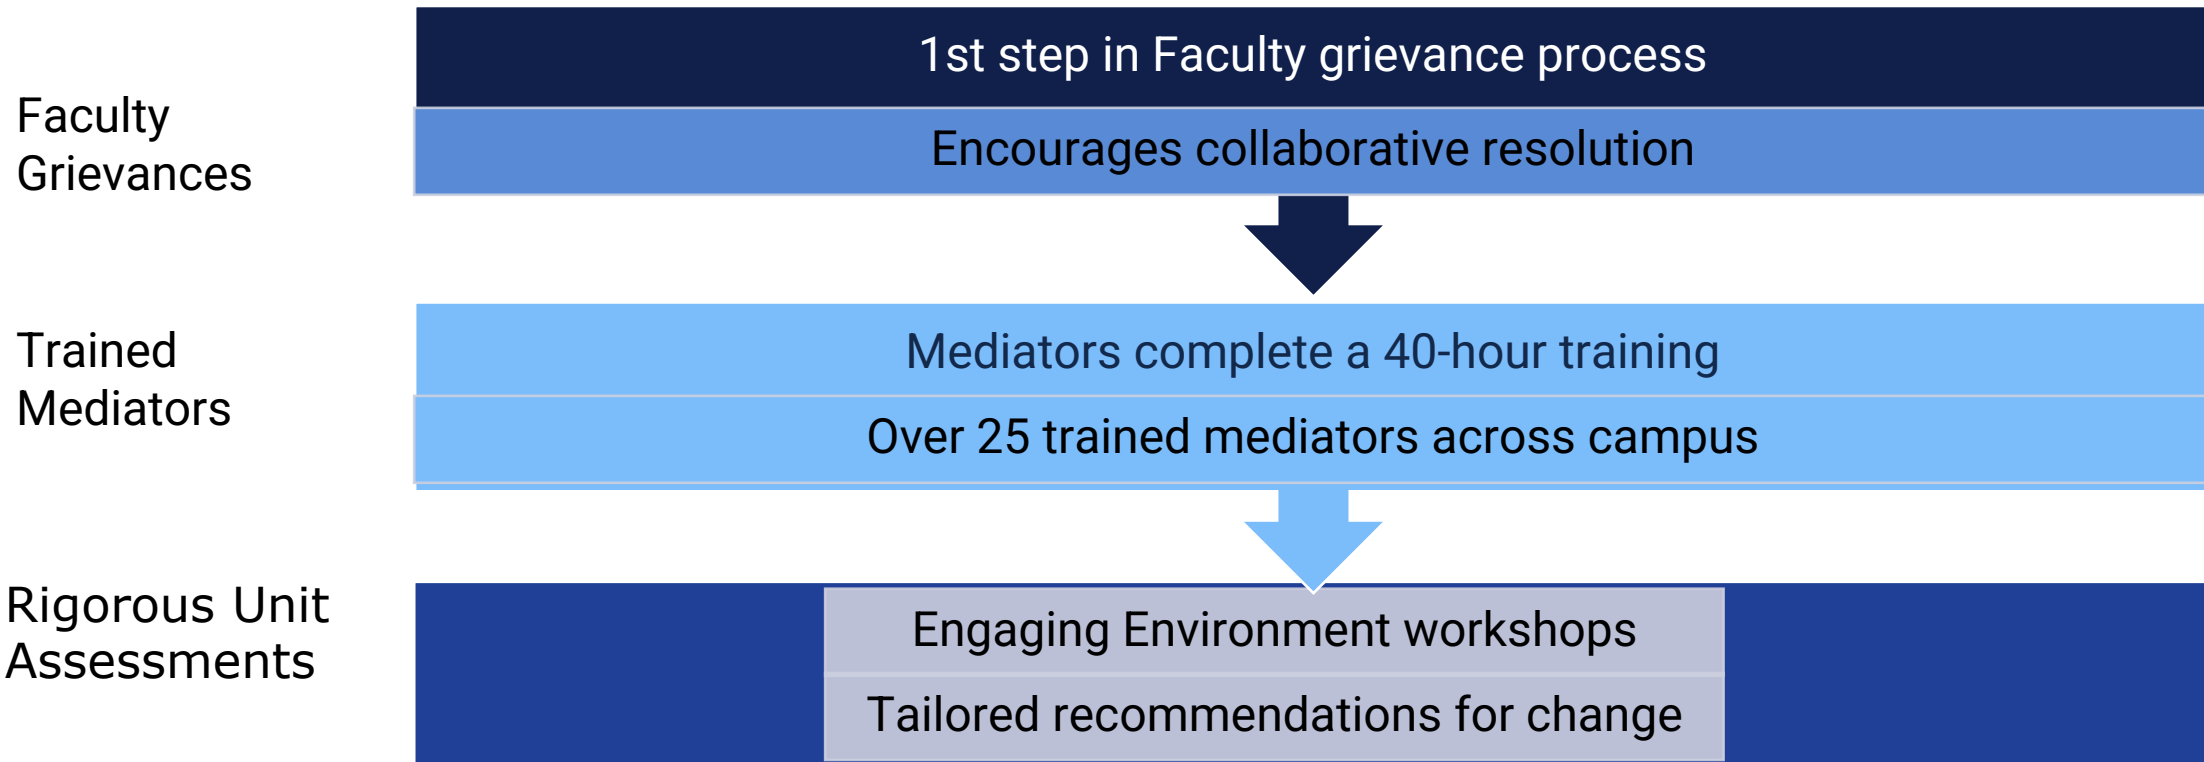 Faculty
Grievances
1st step in Faculty grievance process
Encourages collaborative resolution
Trained
Mediators
Mediators complete a 40-hour training
Over 25 trained mediators across campus
Rigorous Unit
Assessments
Engaging Environment workshops
Tailored recommendations for change